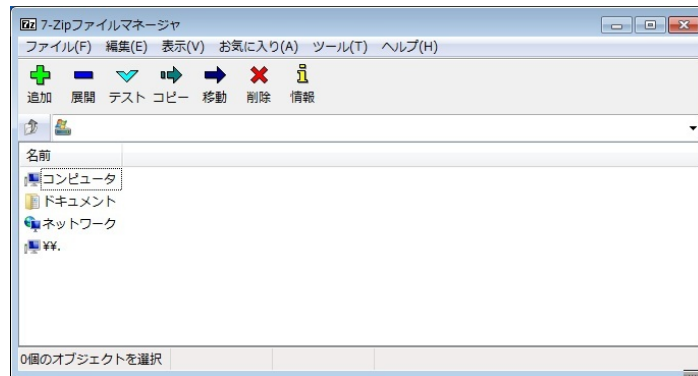 7z 7-Zipファイルマネージャ
ファイル(F) 編集(E) 表示(V) お気に入り(A) ツール(T) ヘルプ(H)
追加 展開 テスト コピー 移動 削除 情報
名前
コンピュータ
ドキュメント
ネットワーク
¥¥.
0個のオブジェクトを選択